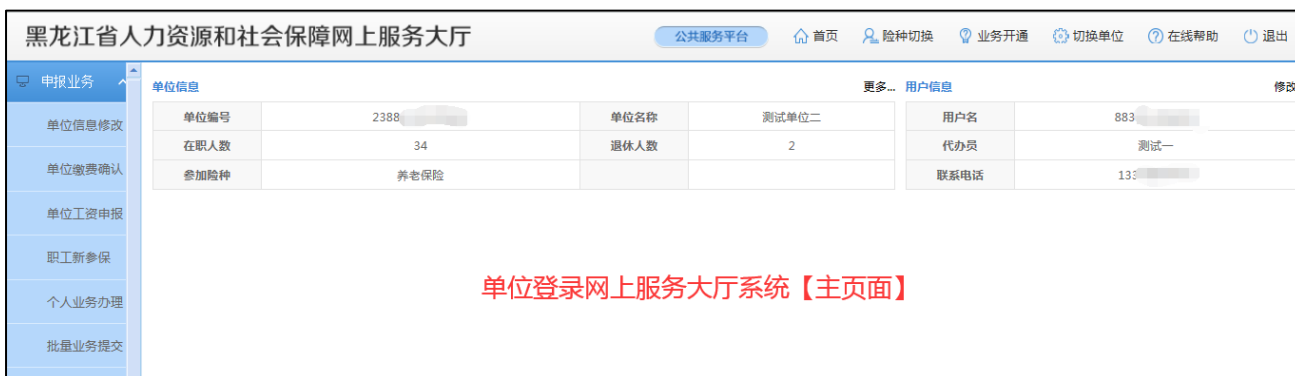 黑龙江省人力资源和社会保障网上服务大厅
公共服务平台 首页 险种切换 业务开通 切换单位 在线帮助 退出
申报业务
单位信息修改
单位缴费确认
单位工资申报
职工新参保
个人业务办理
批量业务提交
单位信息 更多...
单位编号 2388 单位名称 测试单位二
在职人数 34 退休人数 2
参加险种 养老保险
用户信息 修改
用户名 883
代办员 测试一
联系电话 133
单位登录网上服务大厅系统【主页面】